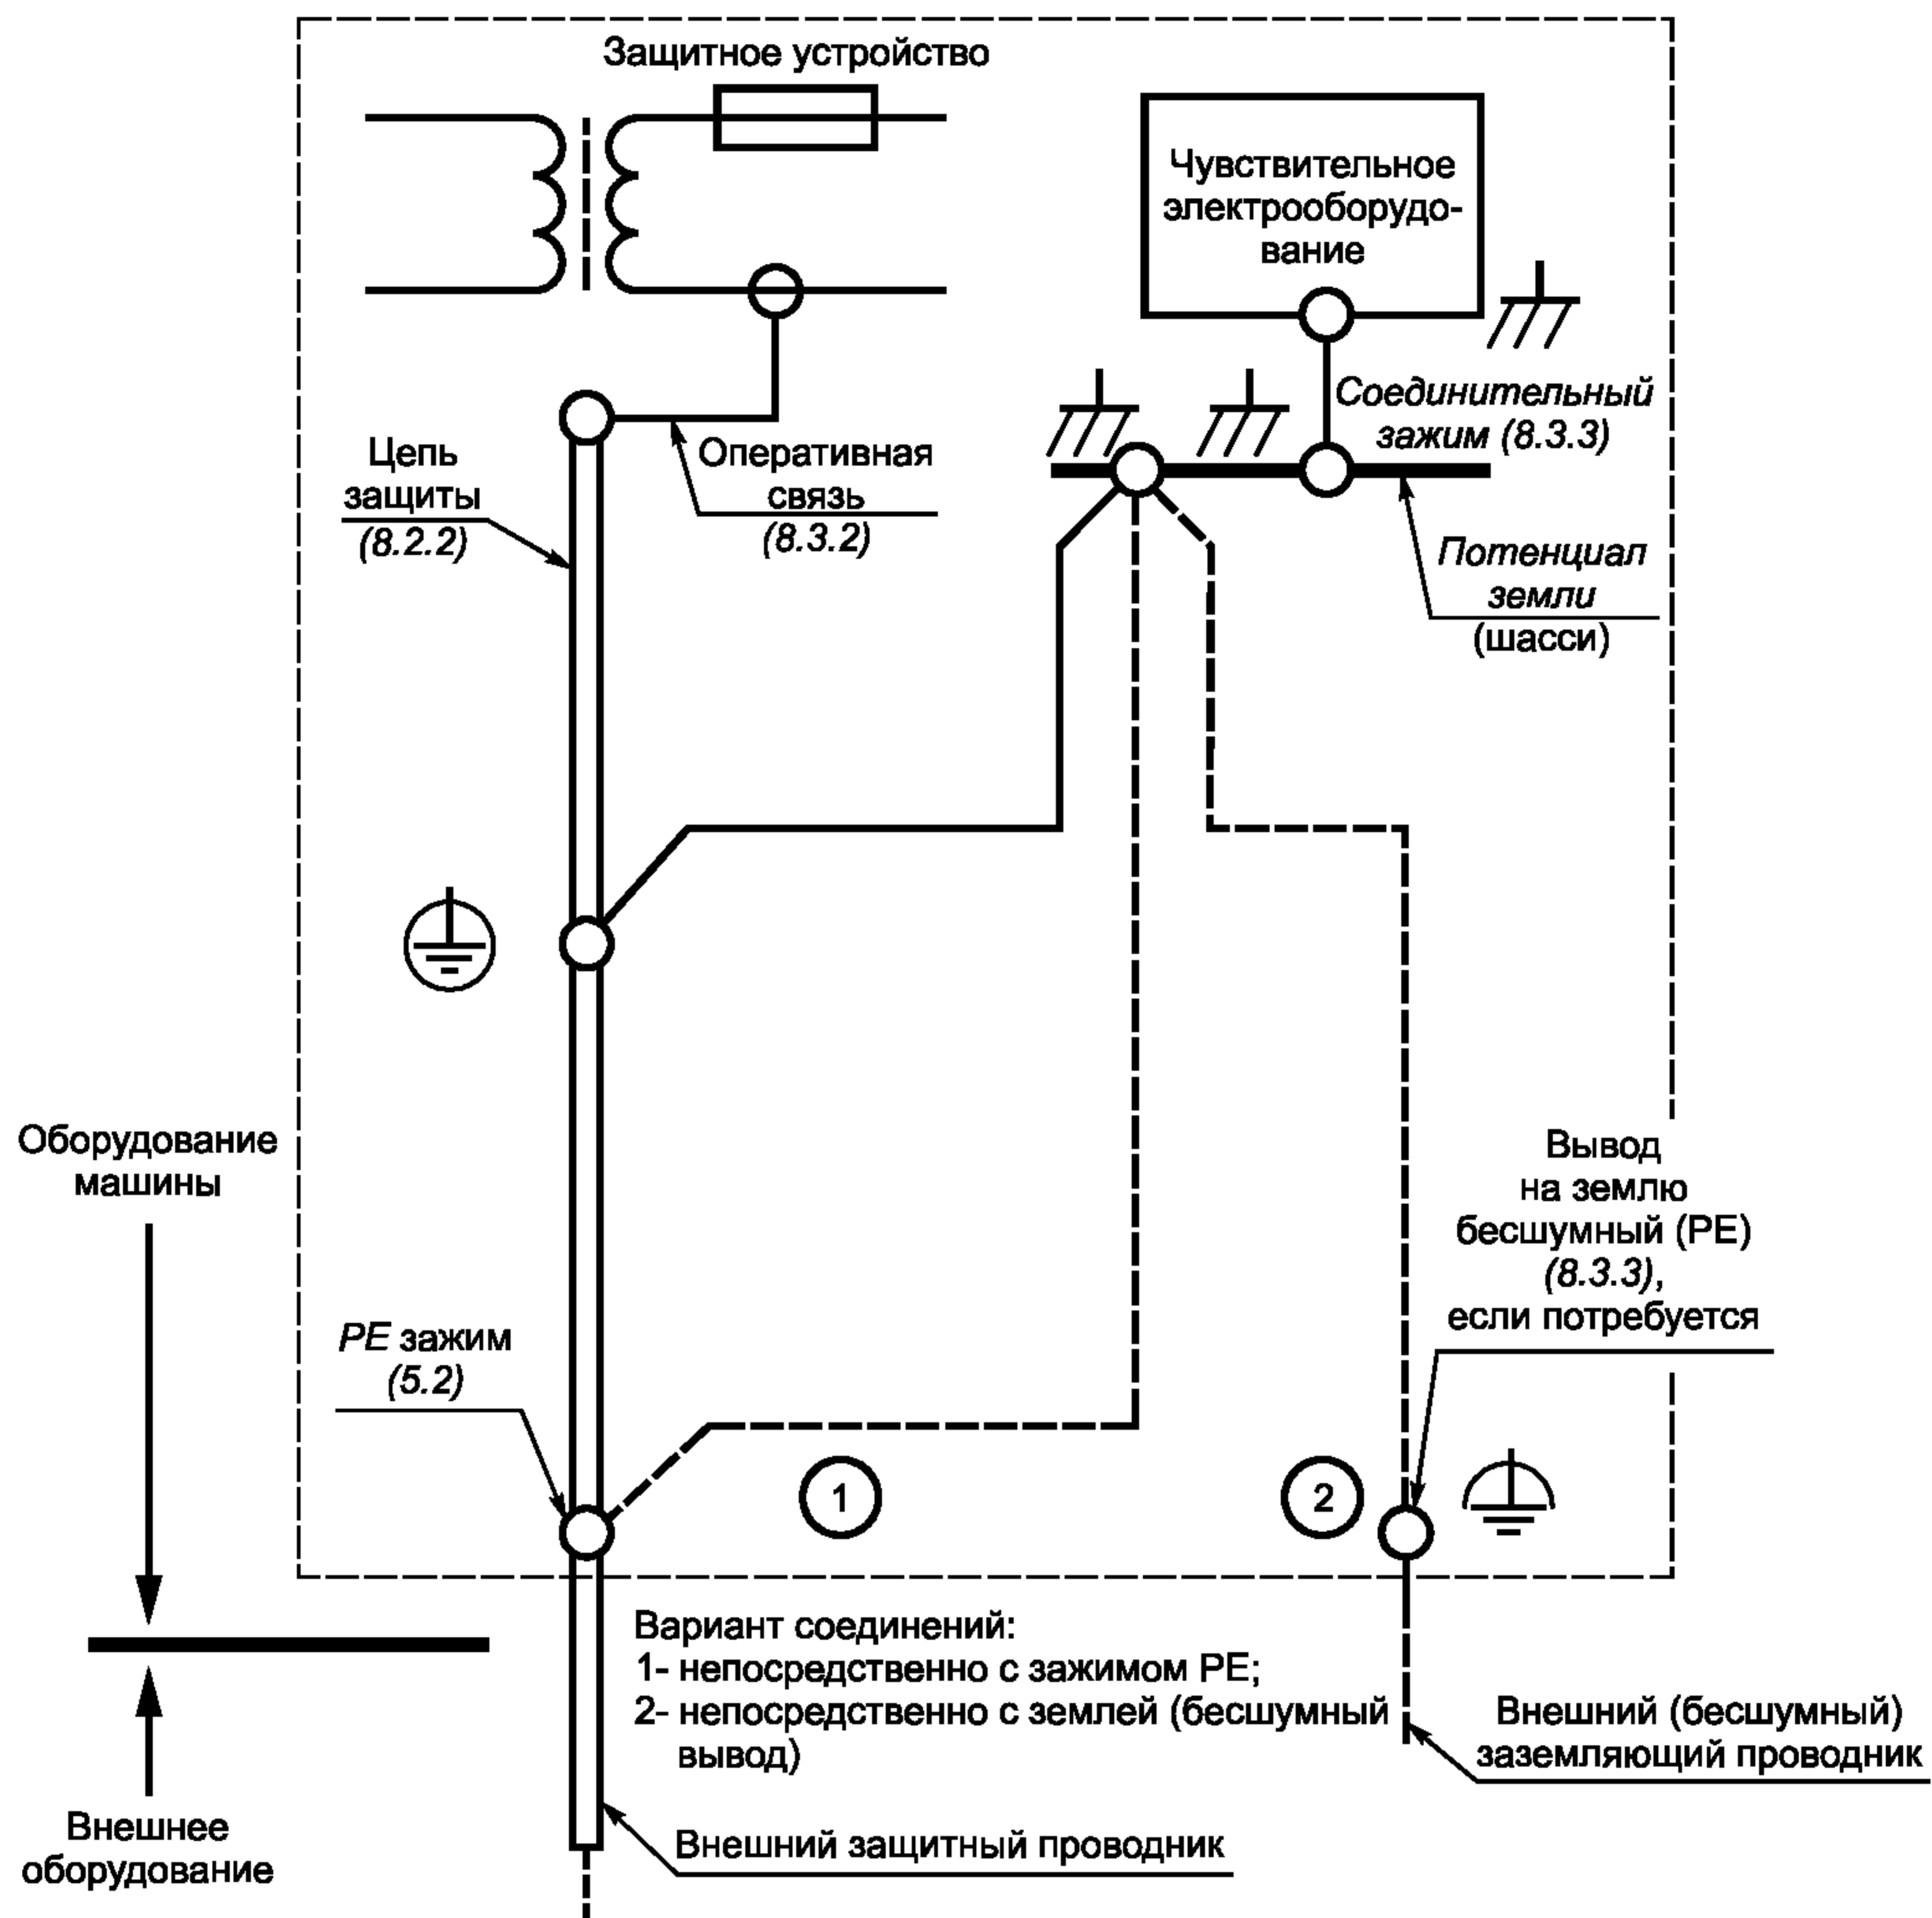 Защитное устройство
Чувствительное
электрооборудо-
вание
Соединительный
зажим (8.3.3)
Цепь
защиты
(8.2.2)
Оперативная
связь
(8.3.2)
Потенциал
земли
(шасси)
Оборудование
машины
Вывод
на землю
бесшумный (PE)
(8.3.3),
если потребуется
PE зажим
(5.2)
1
2
Вариант соединений:
1- непосредственно с зажимом PE;
2- непосредственно с землей (бесшумный
вывод)
Внешний (бесшумный)
заземляющий проводник
Внешнее
оборудование
Внешний защитный проводник